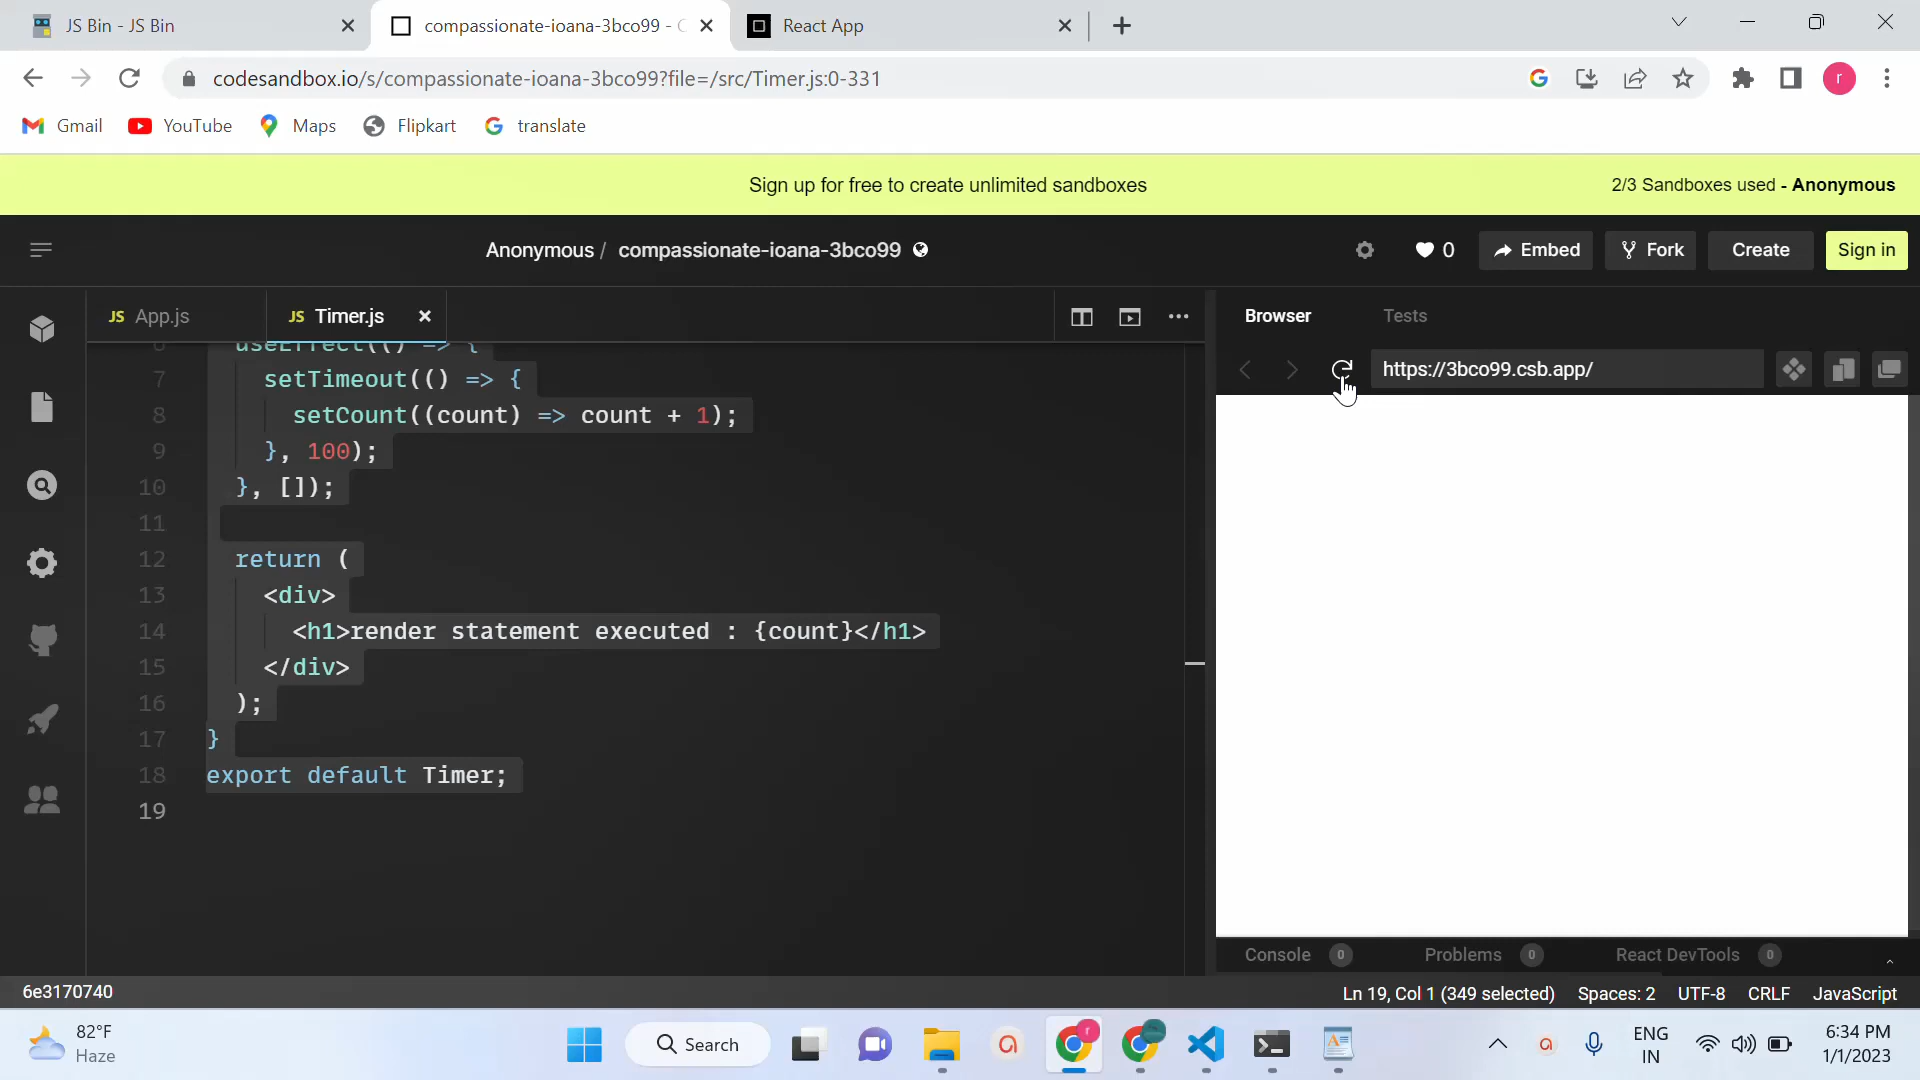 JS Bin - JS Bin
compassionate-ioana-3bco99 - C
React App
codesandbox.io/s/compassionate-ioana-3bco99?file=/src/Timer.js:0-331
r
Gmail
YouTube
Maps
Flipkart
translate
Sign up for free to create unlimited sandboxes
2/3 Sandboxes used - Anonymous
Anonymous / compassionate-ioana-3bco99
0
Embed
Fork
Create
Sign in
JS App.js
JS Timer.js
Browser
Tests
https://3bco99.csb.app/
6 useEffect(() => {
7 setTimeout(() => {
8 setCount((count) => count + 1);
9 }, 100);
10 }, []);
11
12 return (
13 <div>
14 <h1>render statement executed : {count}</h1>
15 </div>
16 );
17 }
18 export default Timer;
19
Console 0
Problems 0
React DevTools 0
6e3170740
Ln 19, Col 1 (349 selected)
Spaces: 2
UTF-8
CRLF
JavaScript
82°F
Haze
Search
r
ENG
IN
6:34 PM
1/1/2023